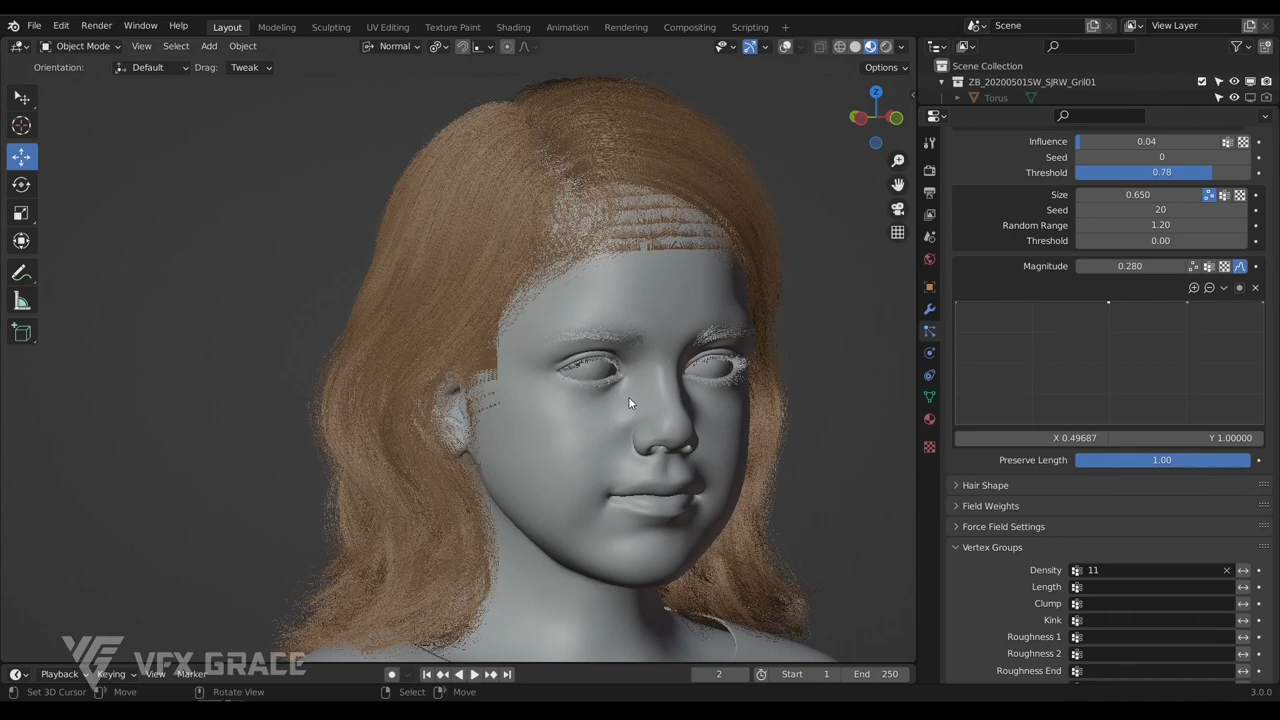 File Edit Render Window Help Layout Modeling Sculpting UV Editing Texture Paint Shading Animation Rendering Compositing Scripting + Scene View Layer
Object Mode View Select Add Object Normal
Orientation: Default Drag: Tweak Options
Z
Scene Collection
ZB_20200501SW_SJRW_Gril01
Torus
Influence 0.04
Seed 0
Threshold 0.78
Size 0.650
Seed 20
Random Range 1.20
Threshold 0.00
Magnitude 0.280
X 0.49687 Y 1.00000
Preserve Length 1.00
Hair Shape
Field Weights
Force Field Settings
Vertex Groups
Density 11
Length
Clump
Kink
Roughness 1
Roughness 2
Roughness End
VFX GRACE
Playback Keying View Marker 2 Start 1 End 250
Set 3D Cursor Move Rotate View Select Move 3.0.0